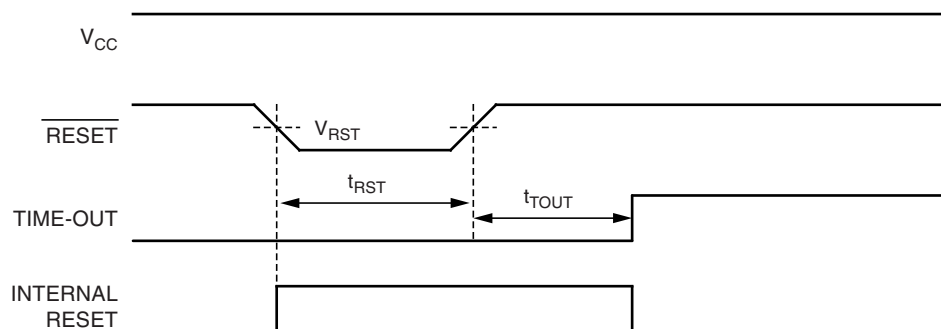 VCC
RESET
VRST
tRST
tTOUT
TIME-OUT
INTERNAL
RESET